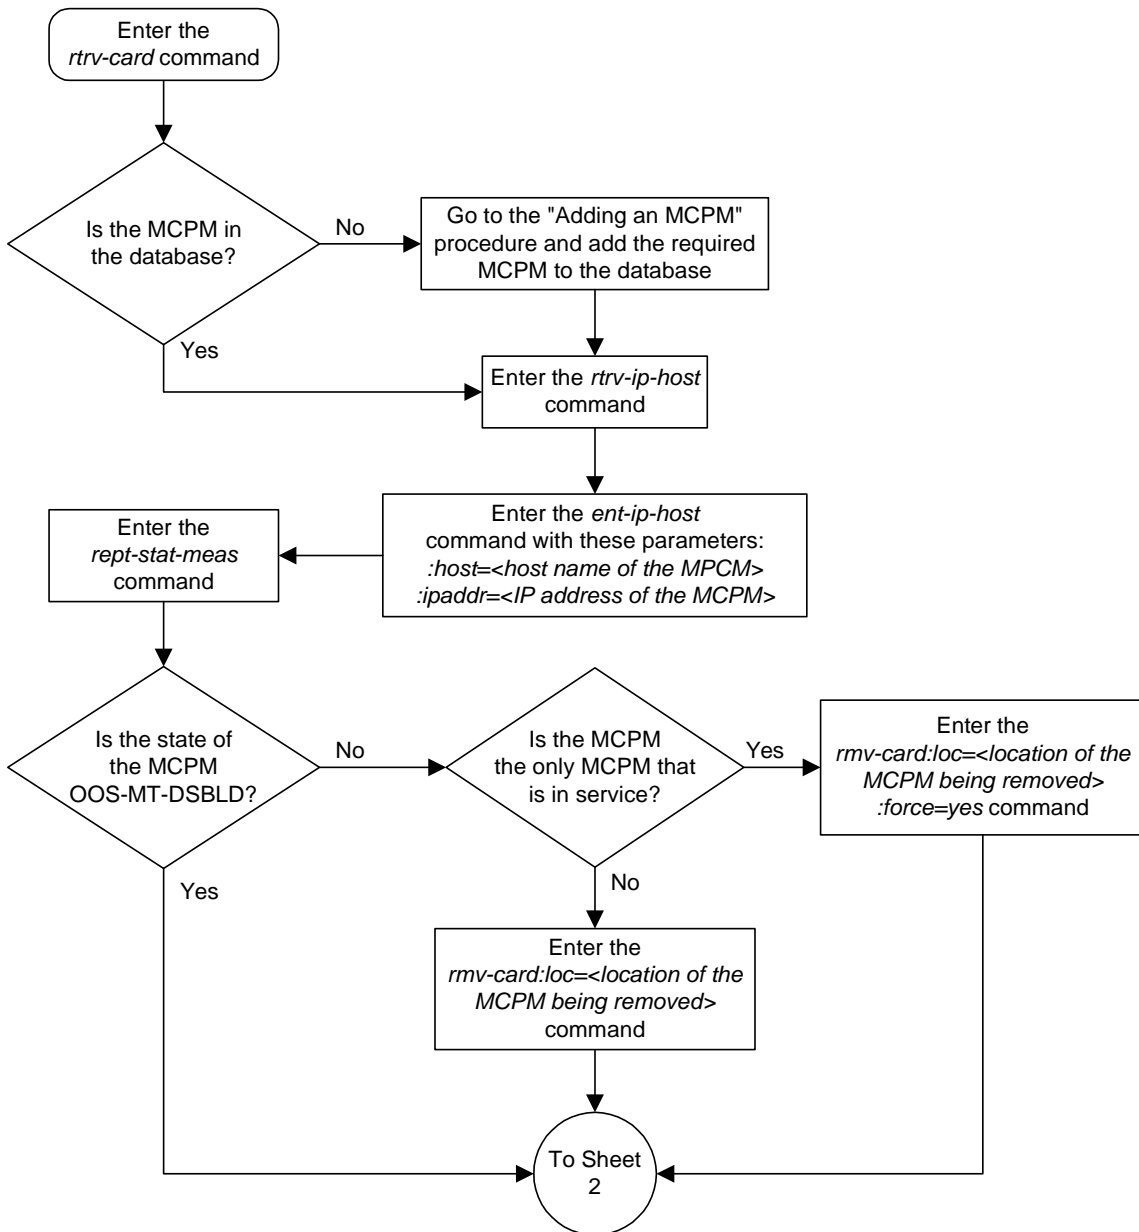 Enter the
rtrv-card command
Is the MCPM in
the database?
No
Go to the "Adding an MCPM"
procedure and add the required
MCPM to the database
Yes
Enter the rtrv-ip-host
command
Enter the ent-ip-host
command with these parameters:
:host=<host name of the MPCM>
:ipaddr=<IP address of the MCPM>
Enter the
rept-stat-meas
command
Is the state of
the MCPM
OOS-MT-DSBLD?
No
Is the MCPM
the only MCPM that
is in service?
Yes
Enter the
rmv-card:loc=<location of the
MCPM being removed>
:force=yes command
Yes
No
Enter the
rmv-card:loc=<location of the
MCPM being removed>
command
To Sheet
2